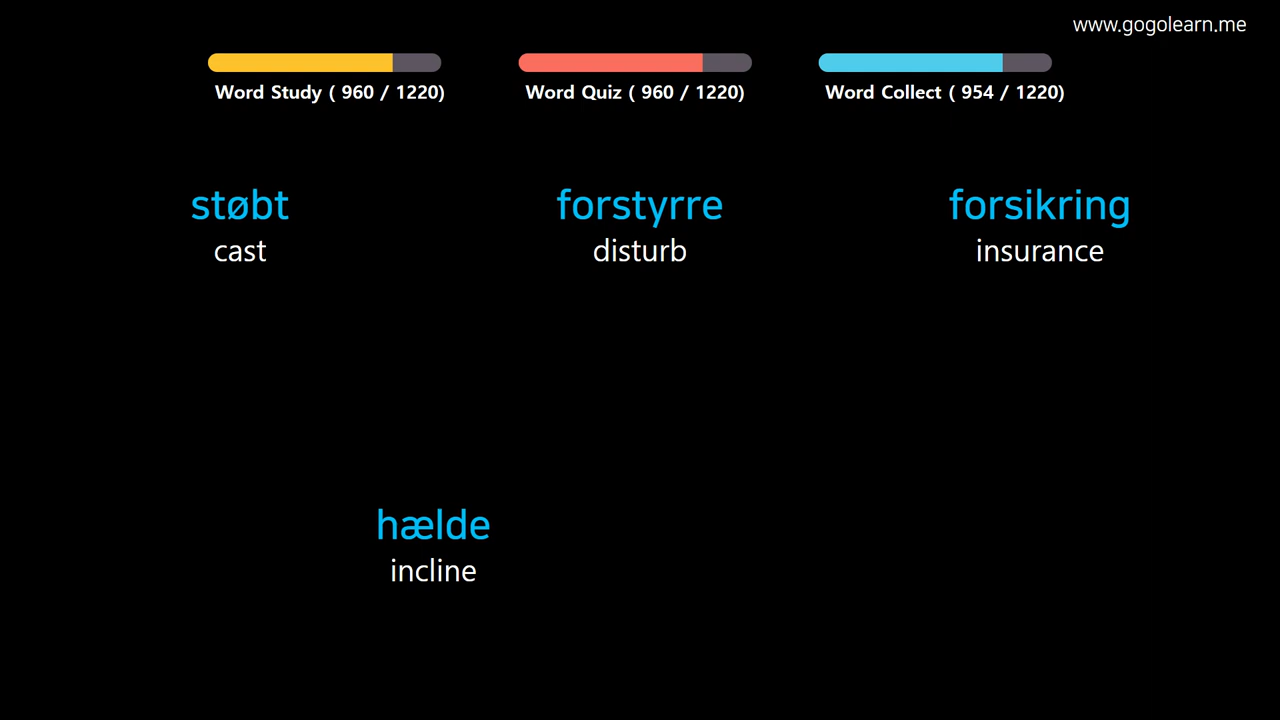 www.gogolearn.me
Word Study ( 960 / 1220)
Word Quiz ( 960 / 1220)
Word Collect ( 954 / 1220)
støbt
cast
forstyrre
disturb
forsikring
insurance
hælde
incline